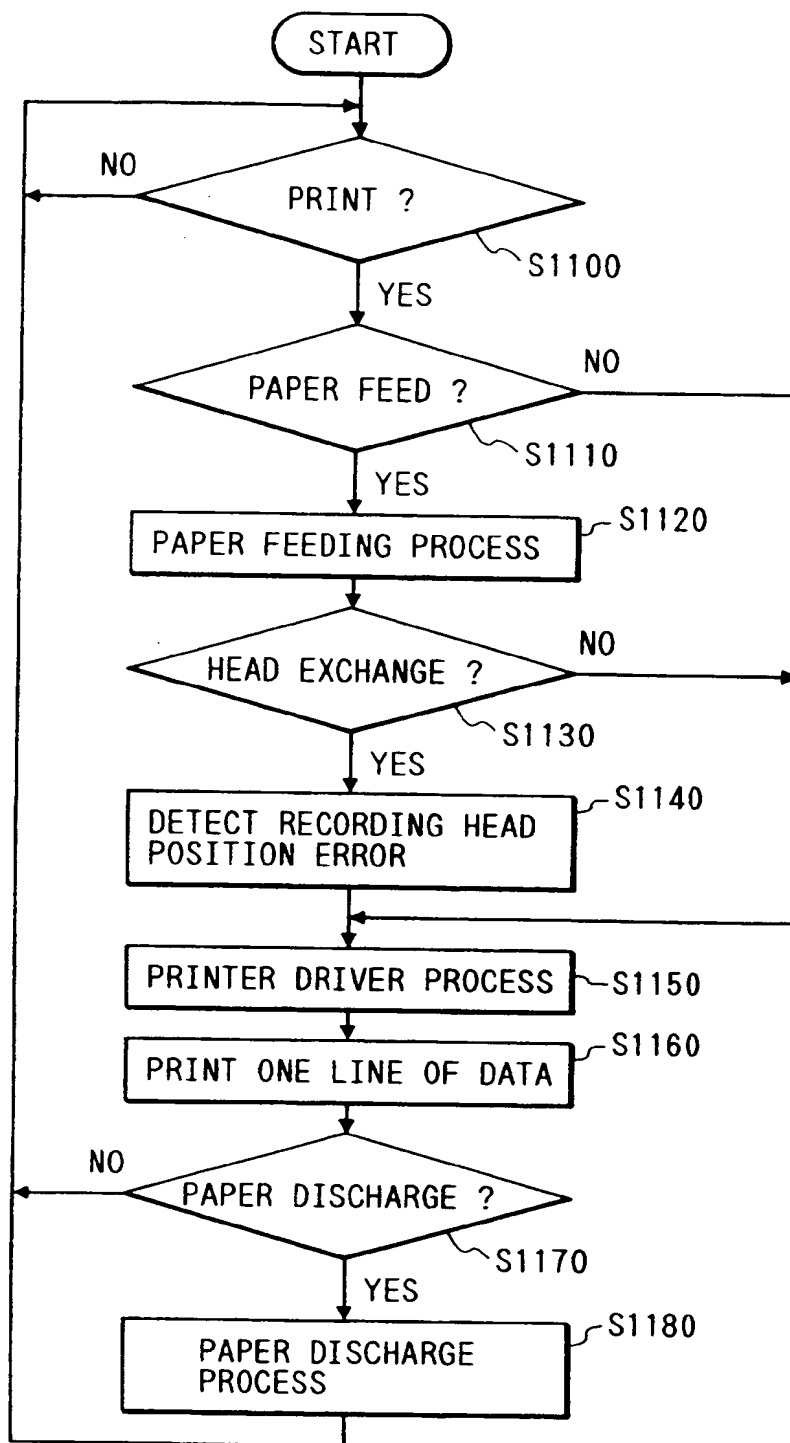 START
NO
PRINT ?
S1100
YES
NO
PAPER FEED ?
S1110
YES
S1120
PAPER FEEDING PROCESS
NO
HEAD EXCHANGE ?
S1130
YES
S1140
DETECT RECORDING HEAD
POSITION ERROR
PRINTER DRIVER PROCESS
S1150
S1160
PRINT ONE LINE OF DATA
NO
PAPER DISCHARGE ?
S1170
YES
S1180
PAPER DISCHARGE
PROCESS